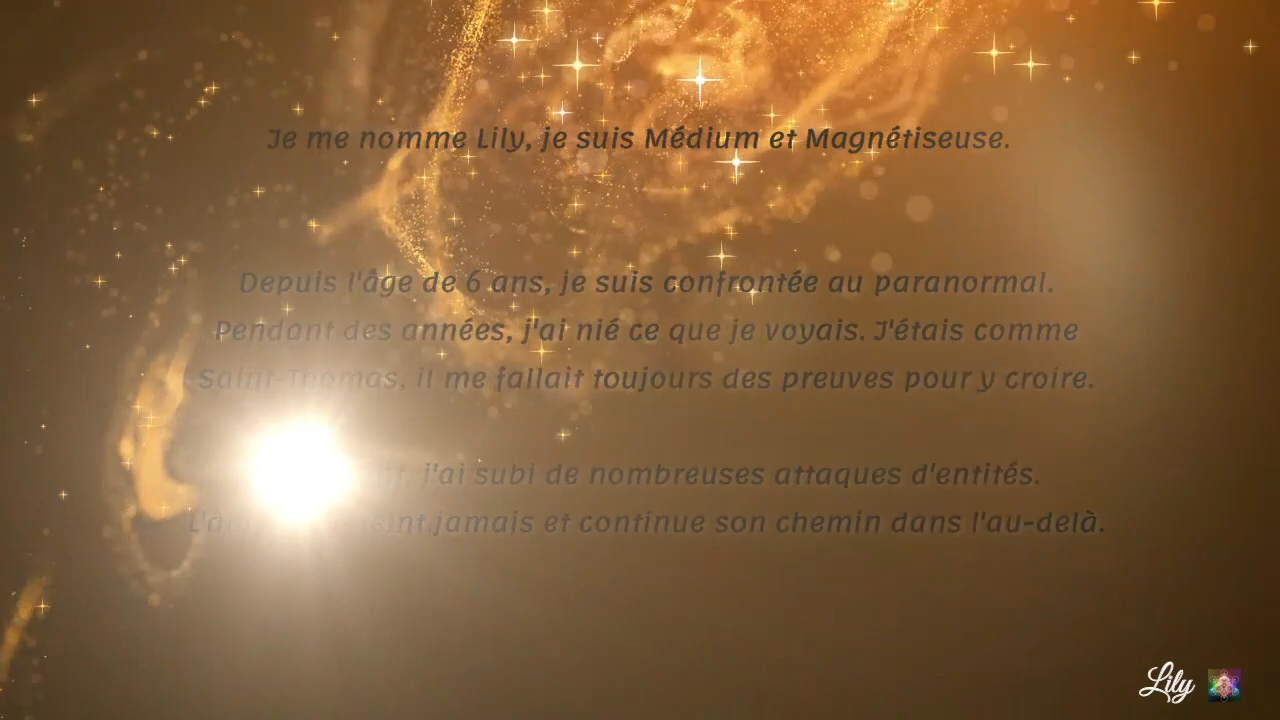 Je me nomme Lily, je suis Médium et Magnétiseuse.
Depuis l'âge de 6 ans, je suis confrontée au paranormal.
Pendant des années, j'ai nié ce que je voyais. J'étais comme
Saint-Thomas, il me fallait toujours des preuves pour y croire.
j'ai subi de nombreuses attaques d'entités.
jamais et continue son chemin dans l'au-delà.
Lily